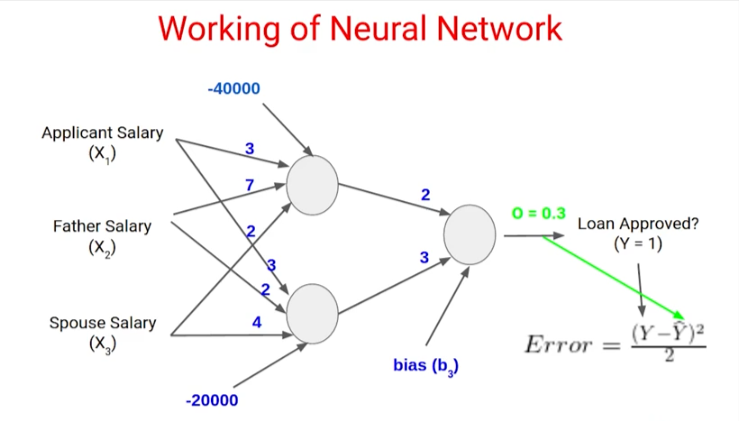 Working of Neural Network
-40000
Applicant Salary
(X₁)
3
7
Father Salary
(X₂)
2
3
2
Spouse Salary
(X₃)
4
-20000
2
3
bias (b₃)
O = 0.3
Loan Approved?
(Y = 1)
Error = (Y−Ŷ)²
2